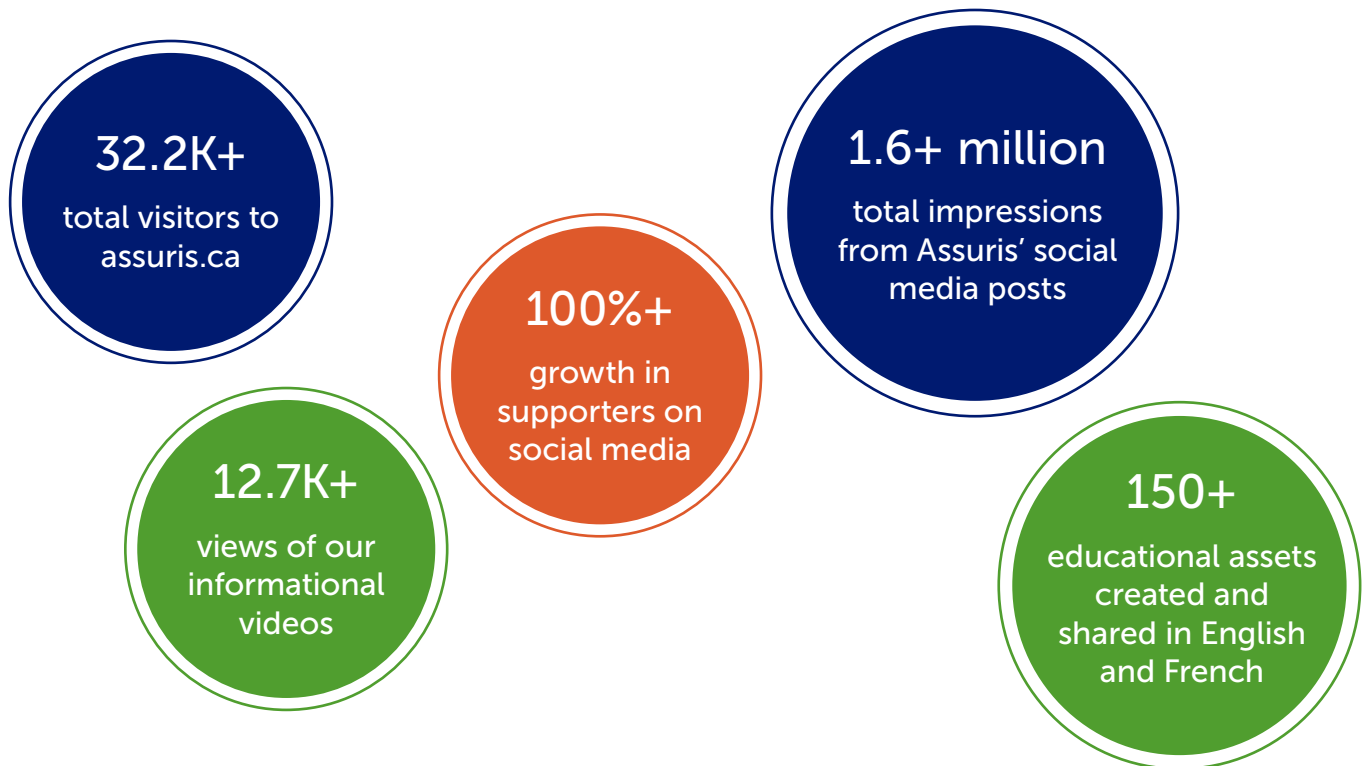 32.2K+
total visitors to
assuris.ca
1.6+ million
total impressions
from Assuris’ social
media posts
100%+
growth in
supporters on
social media
12.7K+
views of our
informational
videos
150+
educational assets
created and
shared in English
and French